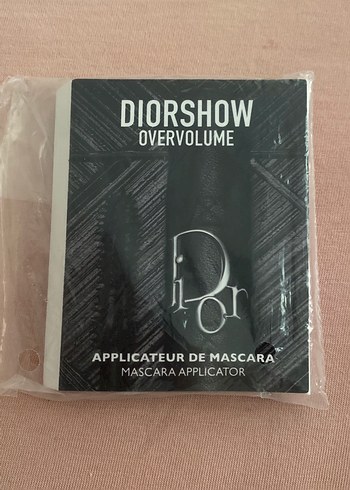 DIORSHOW
OVERVOLUME
Dior
APPLICATEUR DE MASCARA
MASCARA APPLICATOR